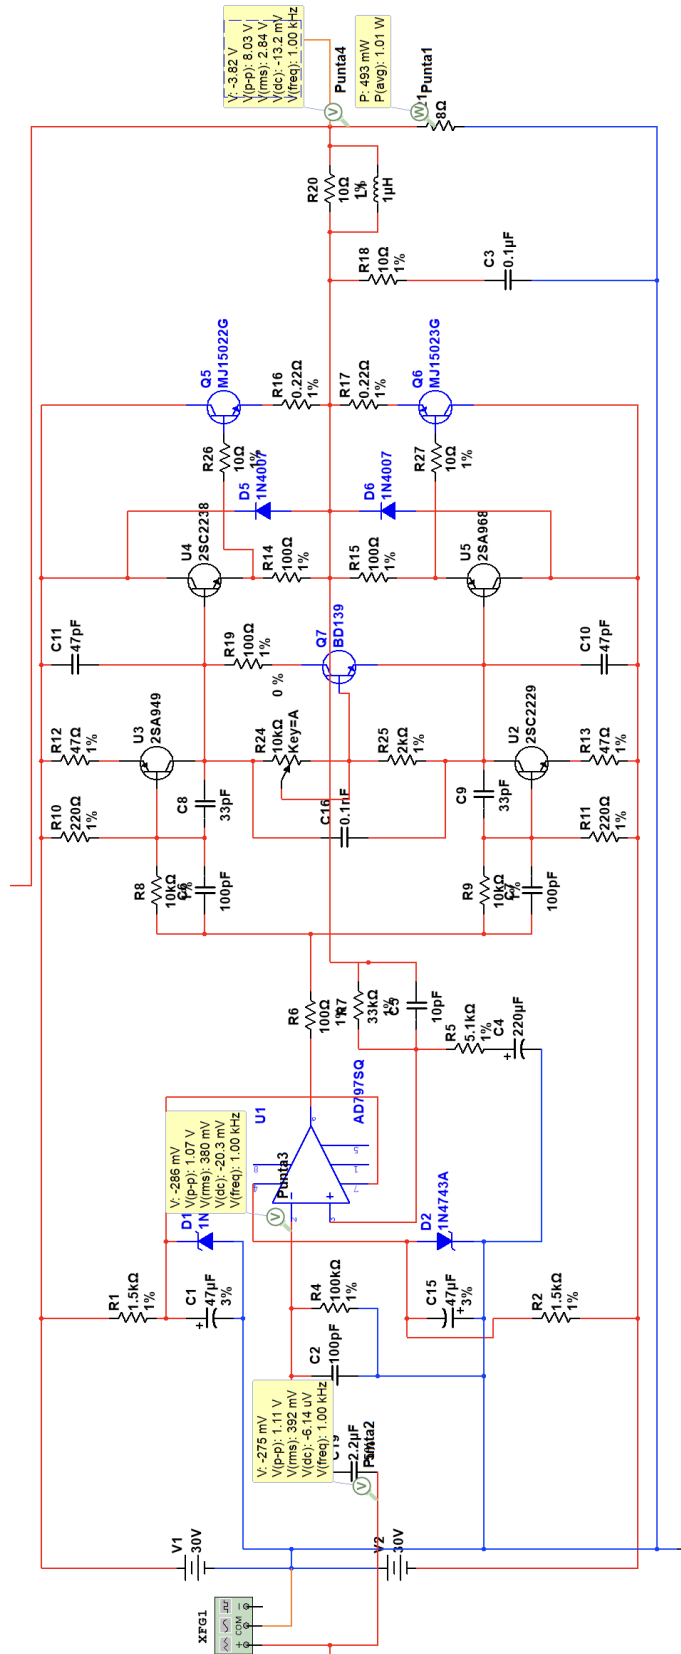 V: -3.82 V
V(p-p): 8.03 V
V(rms): 2.84 V
V(dc): -13.2 mV
V(freq): 1.00 kHz
Punta4
P: 493 mW
P(avg): 1.01 W
Punta1
8Ω
R20
10Ω
1%
1µH
R18
10Ω
1%
C3
0.1µF
Q5
MJ15022G
R16
0.22Ω
1%
R17
0.22Ω
1%
Q6
MJ15023G
R26
10Ω
1%
R27
10Ω
1%
D5
1N4007
D6
1N4007
U4
2SC2238
R14
100Ω
1%
R15
100Ω
1%
U5
2SA968
C11
47pF
R19
100Ω
1%
0 %
Q7
BD139
C10
47pF
R12
47Ω
1%
U3
2SA949
R24
10kΩ
Key=A
R25
2kΩ
1%
U2
2SC2229
R13
47Ω
1%
R10
220Ω
1%
C8
33pF
C16
0.1nF
C9
33pF
R11
220Ω
1%
R8
10kΩ
1%
C6
100pF
R9
10kΩ
C7
100pF
R6
100Ω
1%
R7
33kΩ
1%
C5
10pF
R5
5.1kΩ
1%
C4
220µF
U1
AD797SQ
V: -286 mV
V(p-p): 1.07 V
V(rms): 380 mV
V(dc): -20.3 mV
V(freq): 1.00 kHz
Punta3
D1
1N
D2
1N4743A
R1
1.5kΩ
1%
C1
47µF
3%
R4
100kΩ
1%
C15
47µF
3%
R2
1.5kΩ
1%
C2
100pF
V: -275 mV
V(p-p): 1.11 V
V(rms): 392 mV
V(dc): -6.14 uV
V(freq): 1.00 kHz
C19
2.2µF
Punta2
V1
30V
V2
30V
XFG1
COM